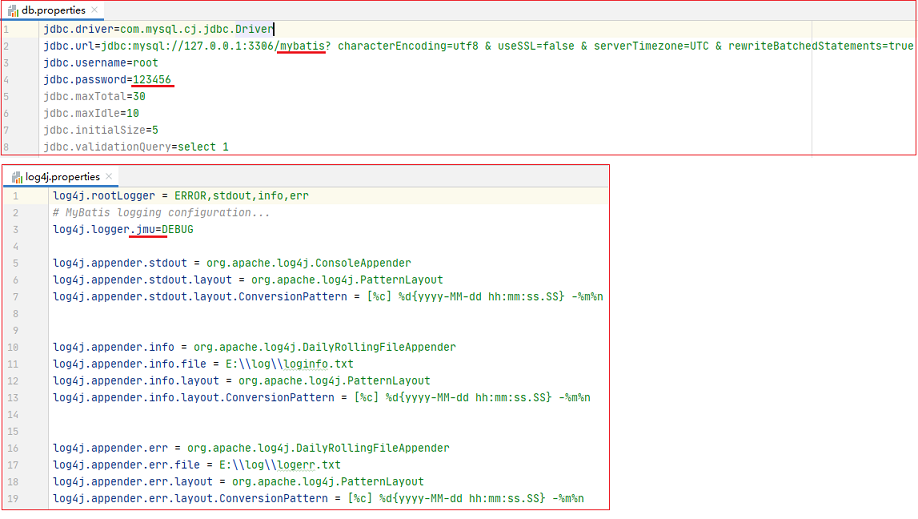 db.properties
1 jdbc.driver=com.mysql.cj.jdbc.Driver
2 jdbc.url=jdbc:mysql://127.0.0.1:3306/mybatis? characterEncoding=utf8 & useSSL=false & serverTimezone=UTC & rewriteBatchedStatements=true
3 jdbc.username=root
4 jdbc.password=123456
5 jdbc.maxTotal=30
6 jdbc.maxIdle=10
7 jdbc.initialSize=5
8 jdbc.validationQuery=select 1
log4j.properties
1 log4j.rootLogger = ERROR,stdout,info,err
2 # MyBatis logging configuration...
3 log4j.logger.jmu=DEBUG
4
5 log4j.appender.stdout = org.apache.log4j.ConsoleAppender
6 log4j.appender.stdout.layout = org.apache.log4j.PatternLayout
7 log4j.appender.stdout.layout.ConversionPattern = [%c] %d{yyyy-MM-dd hh:mm:ss.SS} -%m%n
8
9
10 log4j.appender.info = org.apache.log4j.DailyRollingFileAppender
11 log4j.appender.info.file = E:\\log\\loginfo.txt
12 log4j.appender.info.layout = org.apache.log4j.PatternLayout
13 log4j.appender.info.layout.ConversionPattern = [%c] %d{yyyy-MM-dd hh:mm:ss.SS} -%m%n
14
15
16 log4j.appender.err = org.apache.log4j.DailyRollingFileAppender
17 log4j.appender.err.file = E:\\log\\logerr.txt
18 log4j.appender.err.layout = org.apache.log4j.PatternLayout
19 log4j.appender.err.layout.ConversionPattern = [%c] %d{yyyy-MM-dd hh:mm:ss.SS} -%m%n